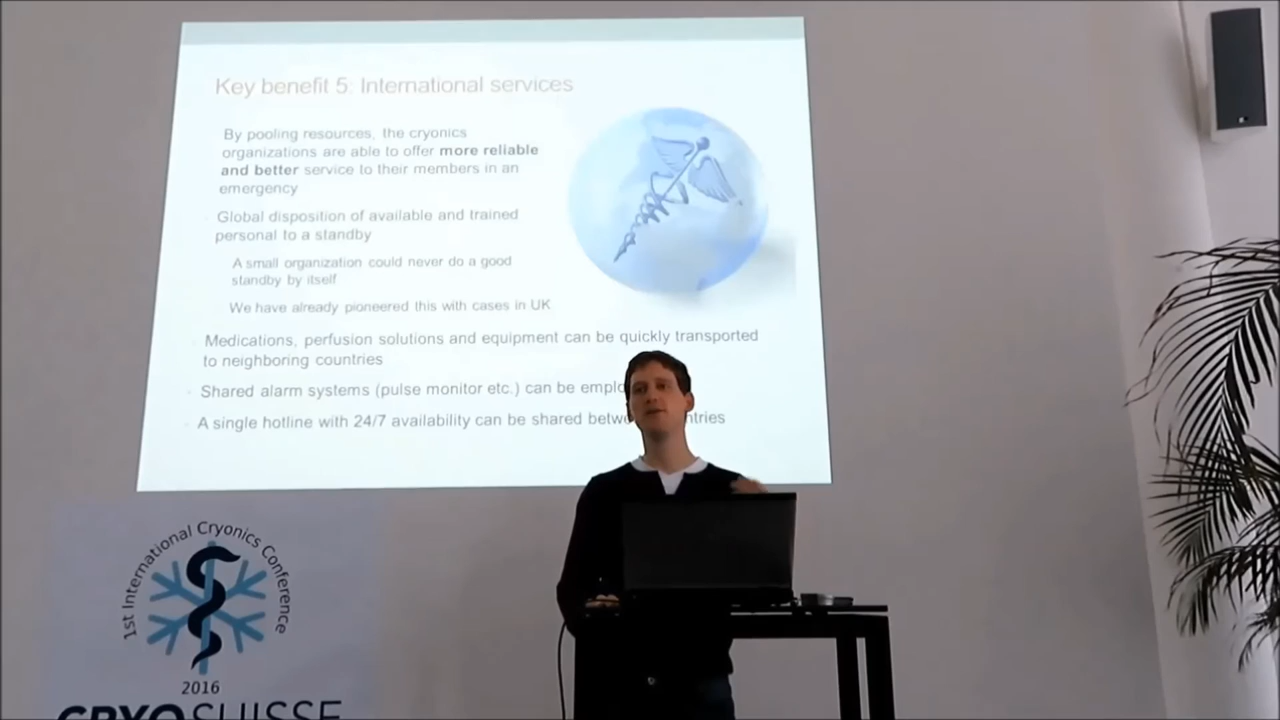 Key benefit 5: International services
By pooling resources, the cryonics
organizations are able to offer more reliable
and better service to their members in an
emergency
Global disposition of available and trained
personal to a standby
A small organization could never do a good
standby by itself
We have already pioneered this with cases in UK
Medications, perfusion solutions and equipment can be quickly transported
to neighboring countries
Shared alarm systems (pulse monitor etc.) can be
A single hotline with 24/7 availability can be shared
1st International Cryonics Conference
2016
CRYOSUISSE